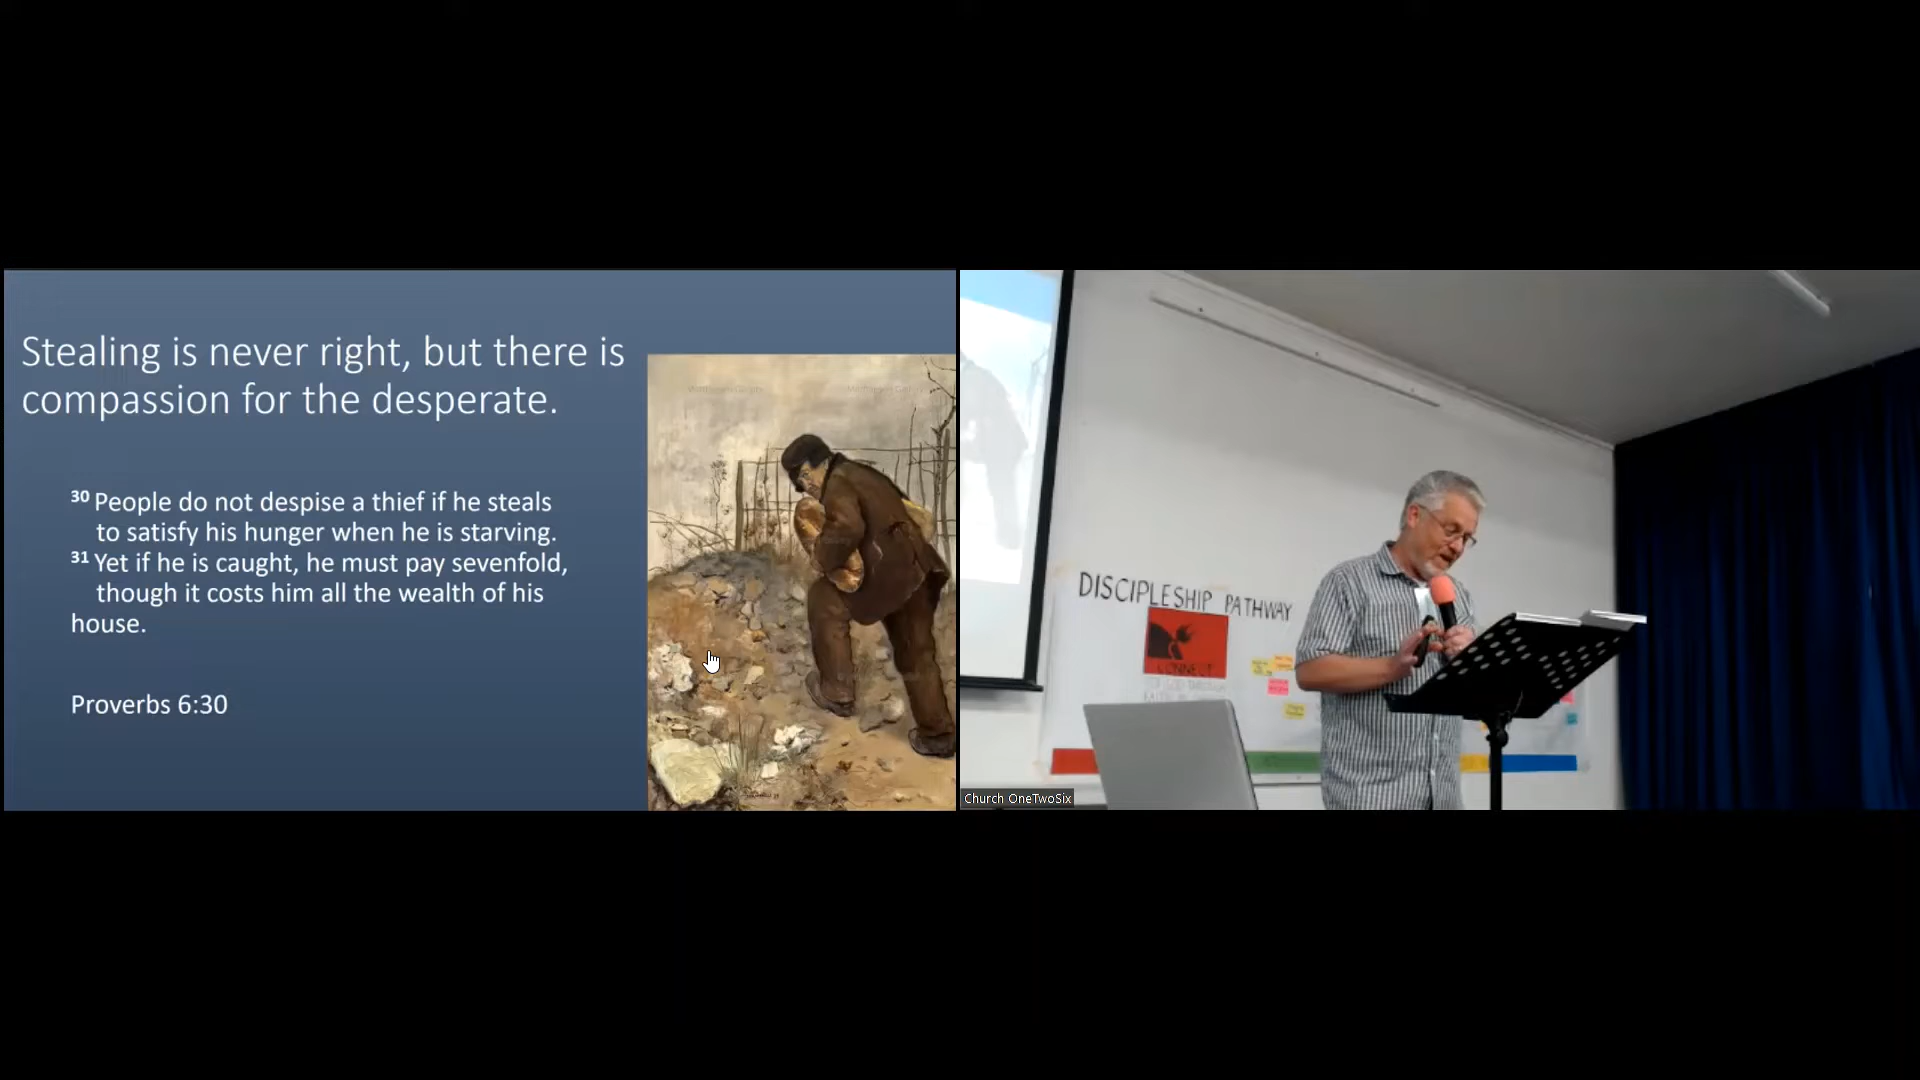 Stealing is never right, but there is
compassion for the desperate.
30 People do not despise a thief if he steals
to satisfy his hunger when he is starving.
31 Yet if he is caught, he must pay sevenfold,
though it costs him all the wealth of his
house.
Proverbs 6:30
DISCIPLESHIP PATHWAY
CONNECT
Church OneTwoSix